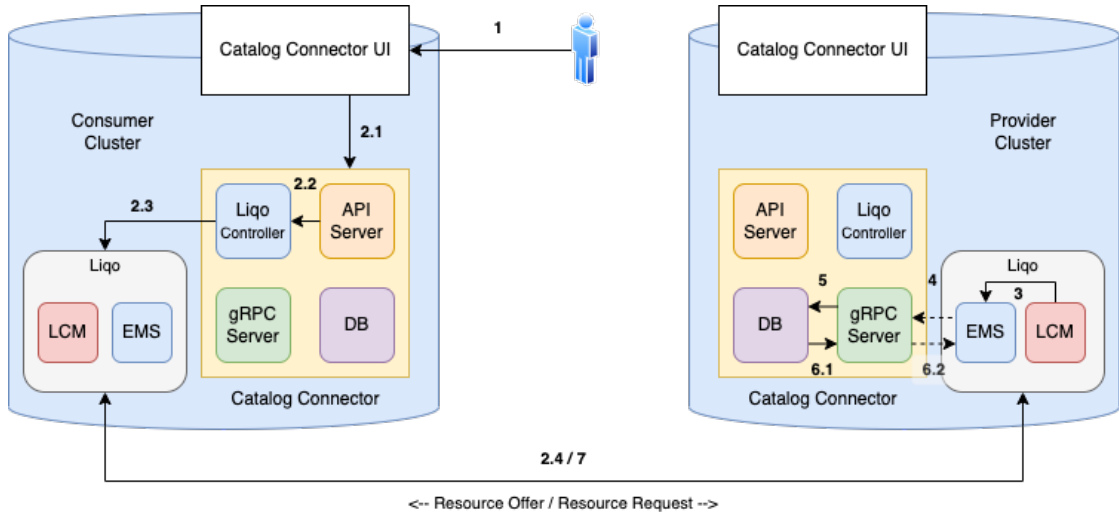 1
Catalog Connector UI
Catalog Connector UI
Consumer
Cluster
2.1
Provider
Cluster
2.2
Liqo
Controller
API
Server
2.3
Liqo
LCM
EMS
gRPC
Server
DB
Catalog Connector
API
Server
Liqo
Controller
5
4
Liqo
3
DB
gRPC
Server
EMS
LCM
6.1
6.2
Catalog Connector
2.4 / 7
<-- Resource Offer / Resource Request -->